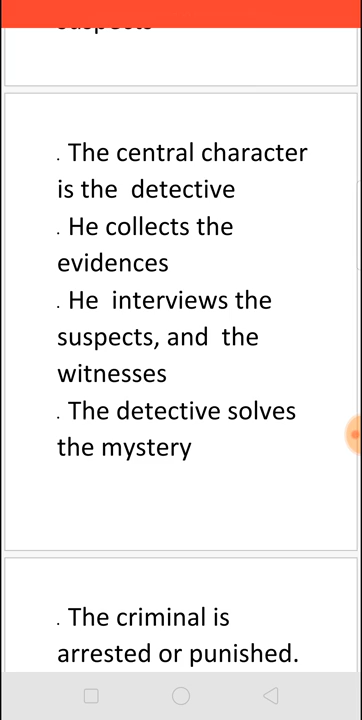 . The central character
is the detective
. He collects the
evidences
. He interviews the
suspects, and the
witnesses
. The detective solves
the mystery
. The criminal is
arrested or punished.